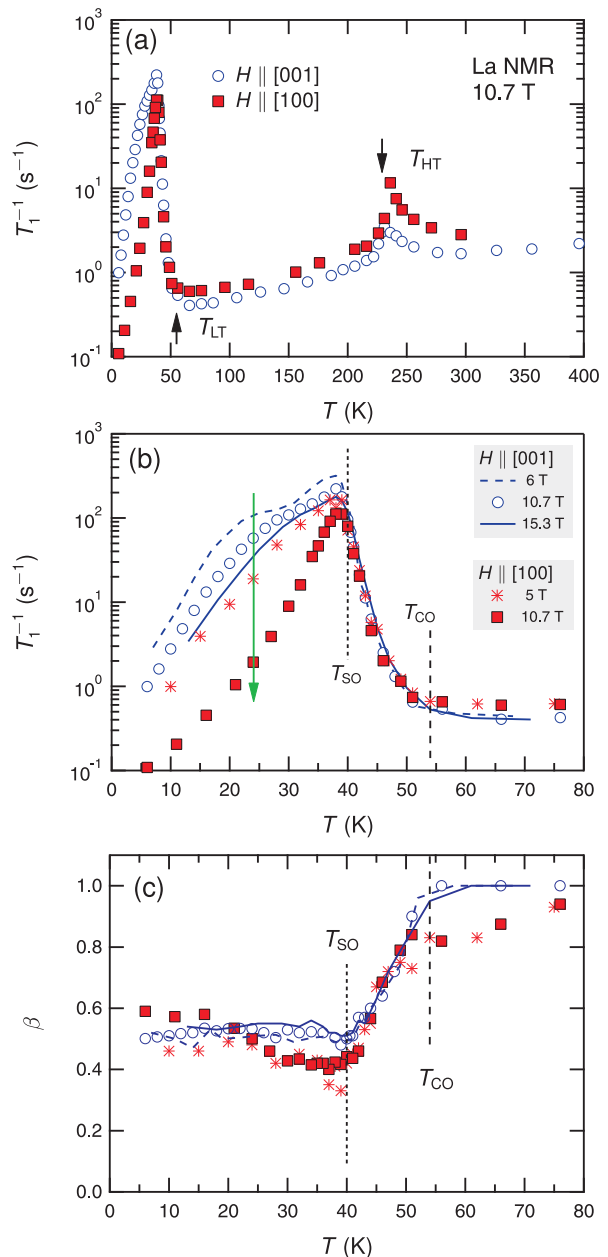 (a)
H || [001]
H || [100]
La NMR
10.7 T
T_HT
T_LT
T₁⁻¹ (s⁻¹)
10³
10²
10¹
10⁰
10⁻¹
0 50 100 150 200 250 300 350 400
T (K)
(b)
H || [001]
6 T
10.7 T
15.3 T
H || [100]
5 T
10.7 T
T_CO
T_SO
T₁⁻¹ (s⁻¹)
10³
10²
10¹
10⁰
10⁻¹
0 10 20 30 40 50 60 70 80
T (K)
(c)
T_SO
T_CO
β
1.0
0.8
0.6
0.4
0.2
0.0
0 10 20 30 40 50 60 70 80
T (K)